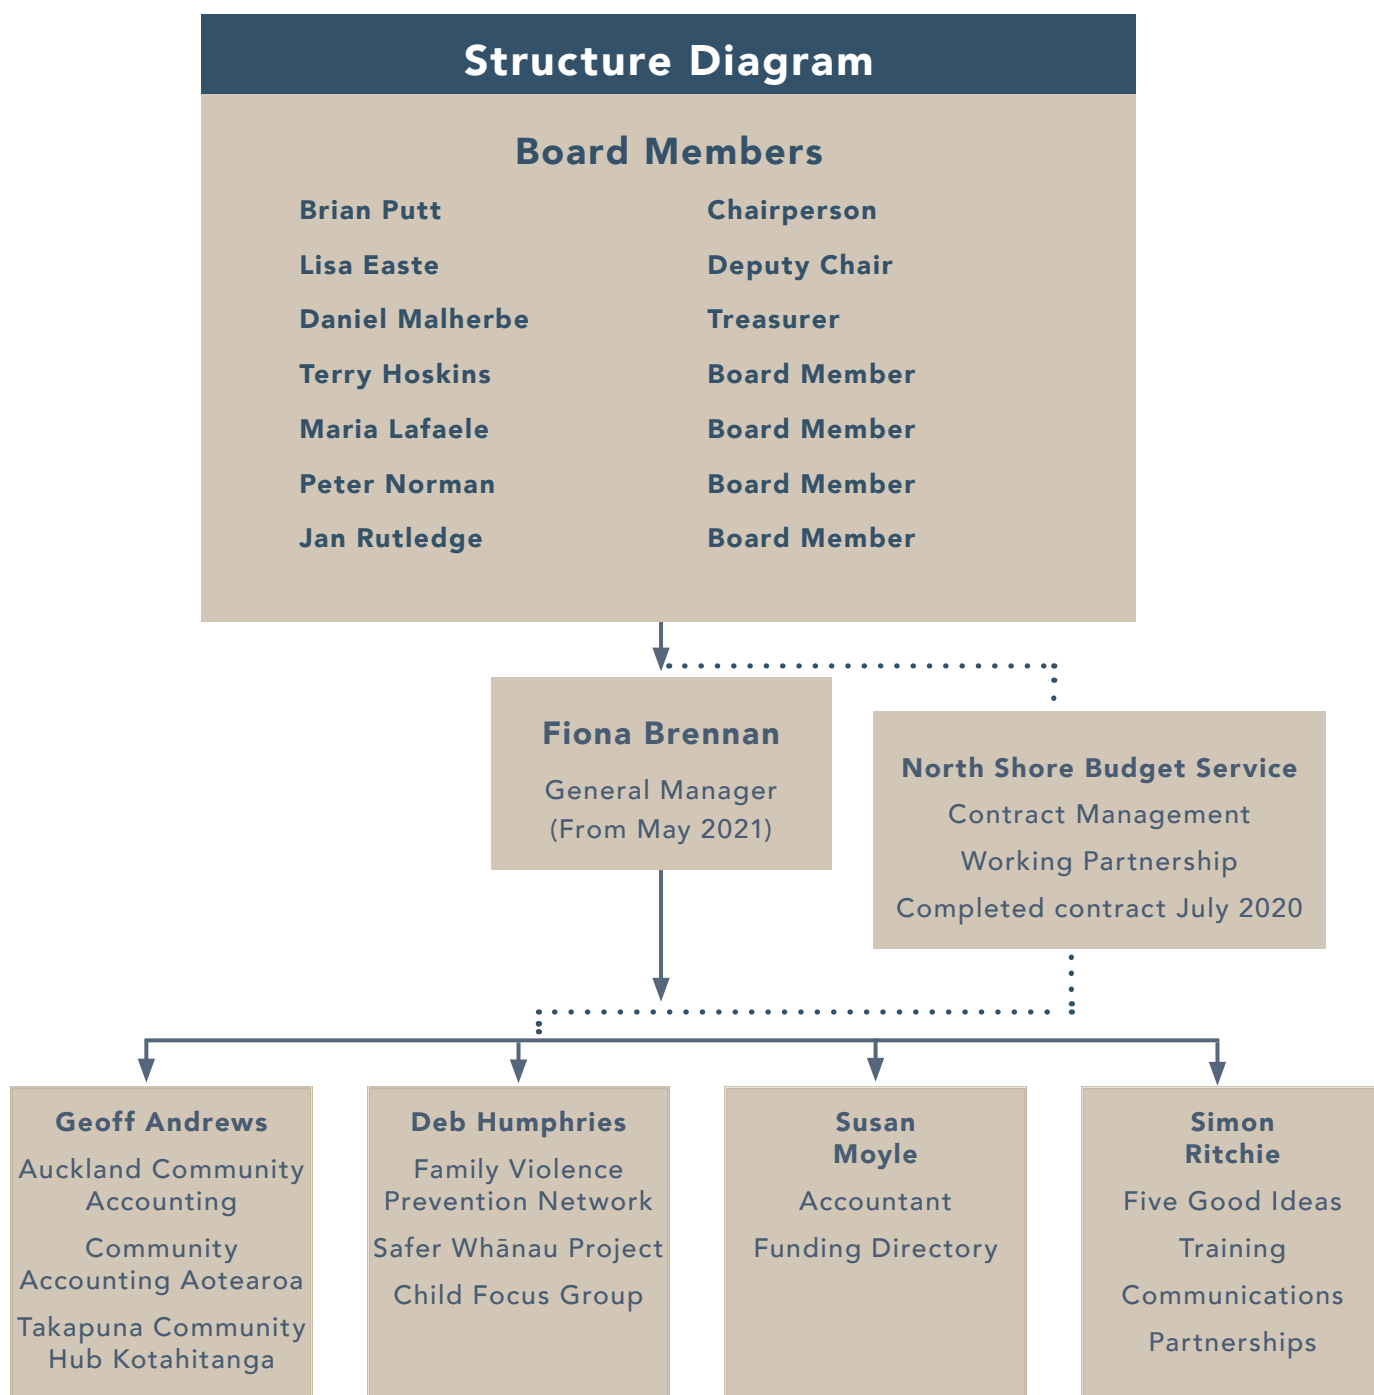 Structure Diagram
Board Members
Brian Putt Chairperson
Lisa Easte Deputy Chair
Daniel Malherbe Treasurer
Terry Hoskins Board Member
Maria Lafaele Board Member
Peter Norman Board Member
Jan Rutledge Board Member
Fiona Brennan
General Manager
(From May 2021)
North Shore Budget Service
Contract Management
Working Partnership
Completed contract July 2020
Geoff Andrews
Auckland Community
Accounting
Community
Accounting Aotearoa
Takapuna Community
Hub Kotahitanga
Deb Humphries
Family Violence
Prevention Network
Safer Whānau Project
Child Focus Group
Susan
Moyle
Accountant
Funding Directory
Simon
Ritchie
Five Good Ideas
Training
Communications
Partnerships